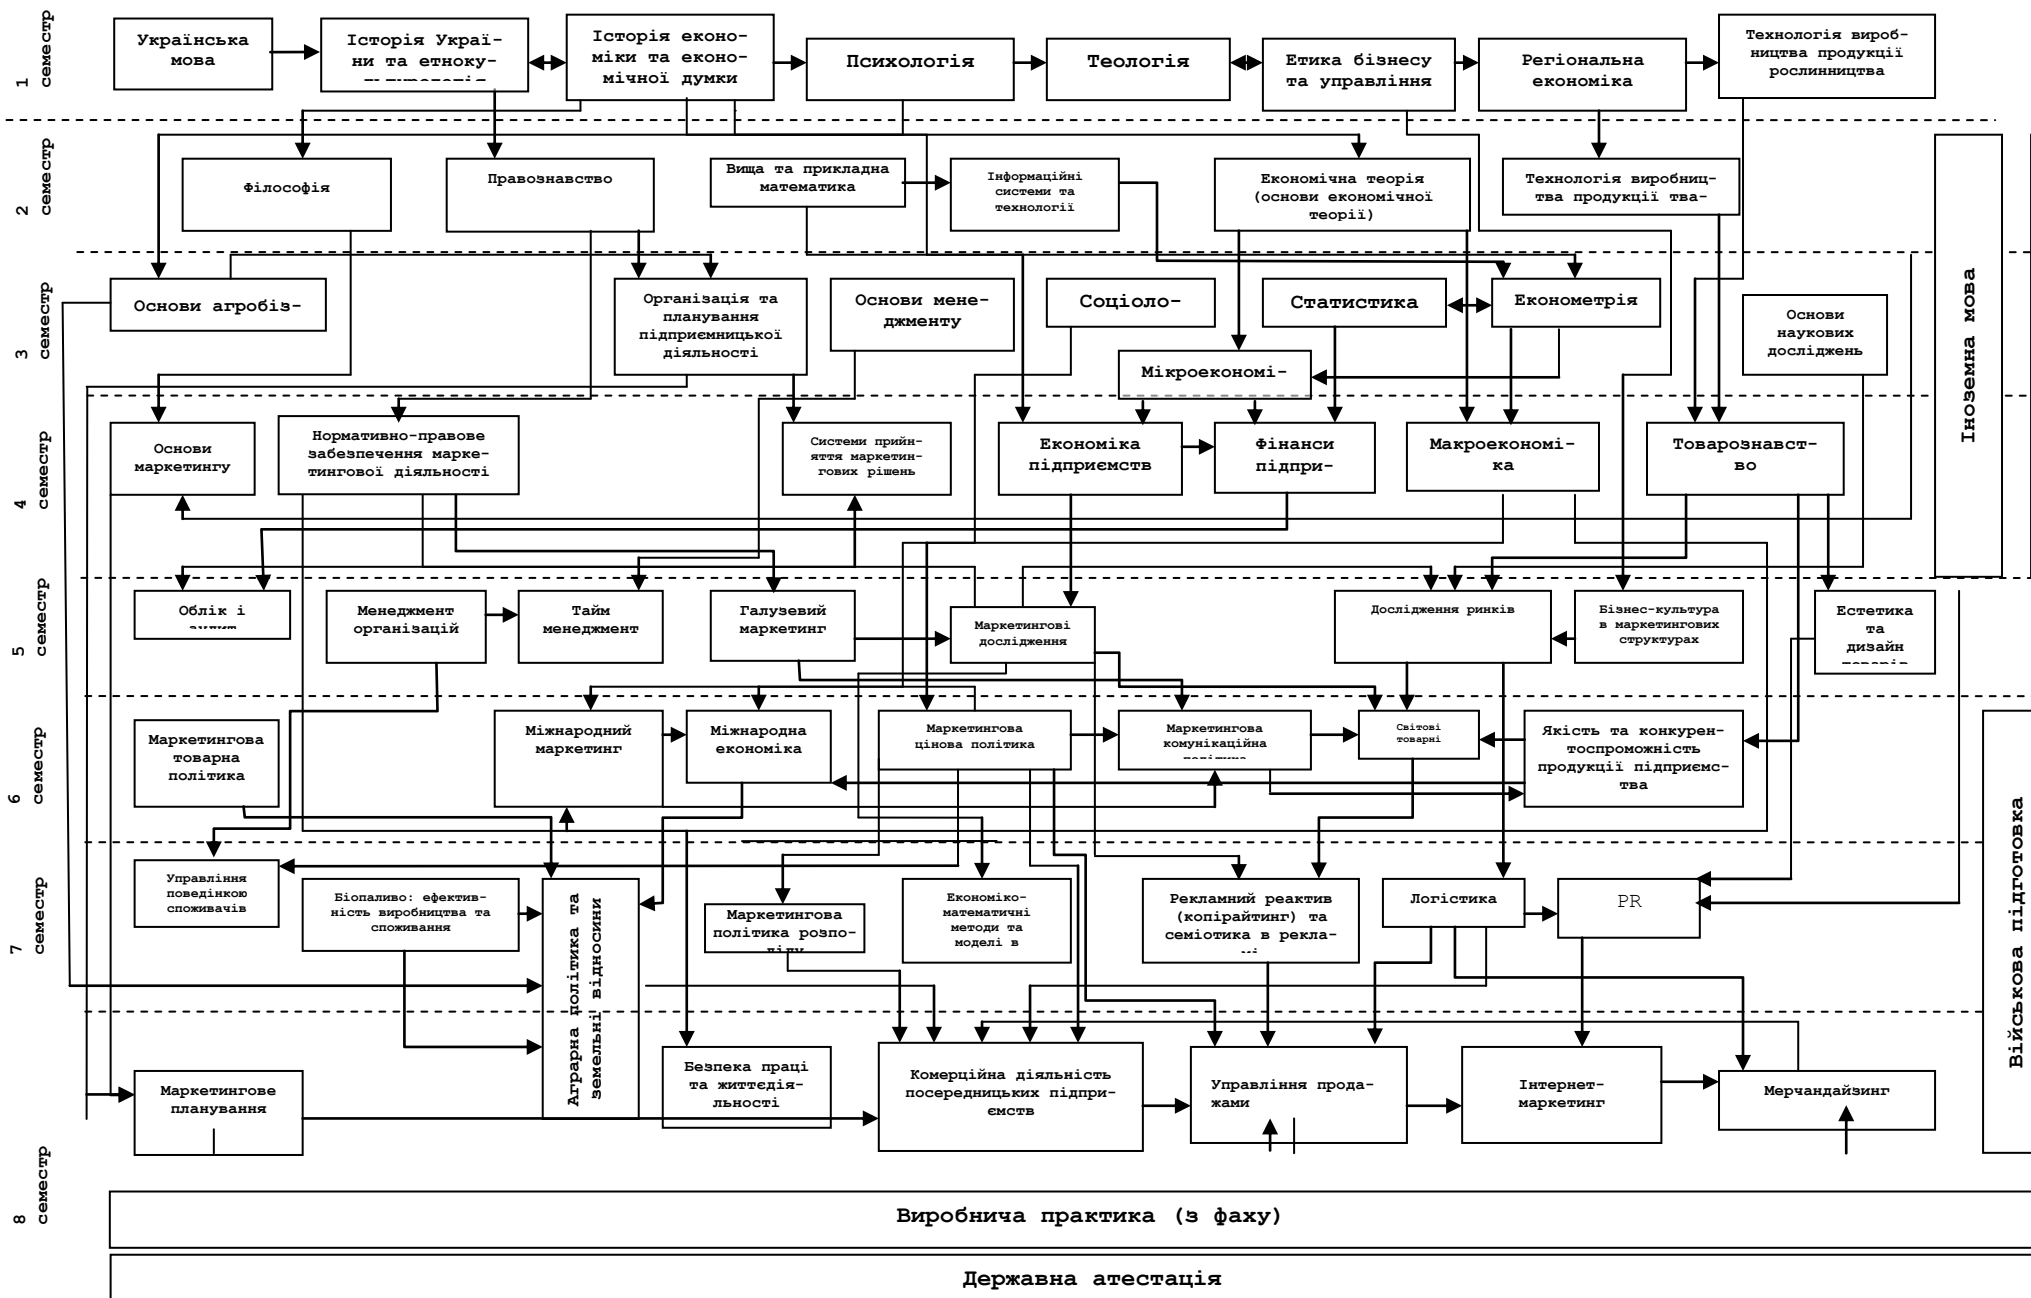 1
семестр
Українська
мова
Історія Украї-
ни та етноку-
Історія еконо-
міки та еконо-
мічної думки
Психологія
Теологія
Етика бізнесу
та управління
Регіональна
економіка
Технологія вироб-
ництва продукції
рослинництва
2
семестр
Філософія
Правознавство
Вища та прикладна
математика
Інформаційні
системи та
технології
Економічна теорія
(основи економічної
теорії)
Технологія виробниц-
тва продукції тва-
Іноземна мова
3
семестр
Основи агробіз-
Організація та
планування
підприємницької
діяльності
Основи мене-
джменту
Соціоло-
Статистика
Економетрія
Основи
наукових
досліджень
Мікроекономі-
4
семестр
Основи
маркетингу
Нормативно-правове
забезпечення марке-
тингової діяльності
Системи прийн-
яття маркетин-
гових рішень
Економіка
підприємств
Фінанси
підпри-
Макроекономі-
ка
Товарознавст-
во
5
семестр
Облік і
аудит
Менеджмент
організацій
Тайм
менеджмент
Галузевий
маркетинг
Маркетингові
дослідження
Дослідження ринків
Бізнес-культура
в маркетингових
структурах
Естетика
та
дизайн
товарів
6
семестр
Маркетингова
товарна
політика
Міжнародний
маркетинг
Міжнародна
економіка
Маркетингова
цінова політика
Маркетингова
комунікаційна
політика
Світові
товарні
Якість та конкурен-
тоспроможність
продукції підприємс-
тва
Військова підготовка
7
семестр
Управління
поведінкою
споживачів
Біопаливо: ефектив-
ність виробництва та
споживання
Аграрна політика та
земельні відносини
Маркетингова
політика розпо-
ділу
Економіко-
математичні
методи та
моделі в
Рекламний реактив
(копірайтинг) та
семіотика в рекла-
мі
Логістика
PR
8
семестр
Маркетингове
планування
Безпека праці
та життєдія-
льності
Комерційна діяльність
посередницьких підпри-
ємств
Управління прода-
жами
Інтернет-
маркетинг
Мерчандайзинг
Виробнича практика (з фаху)
Державна атестація